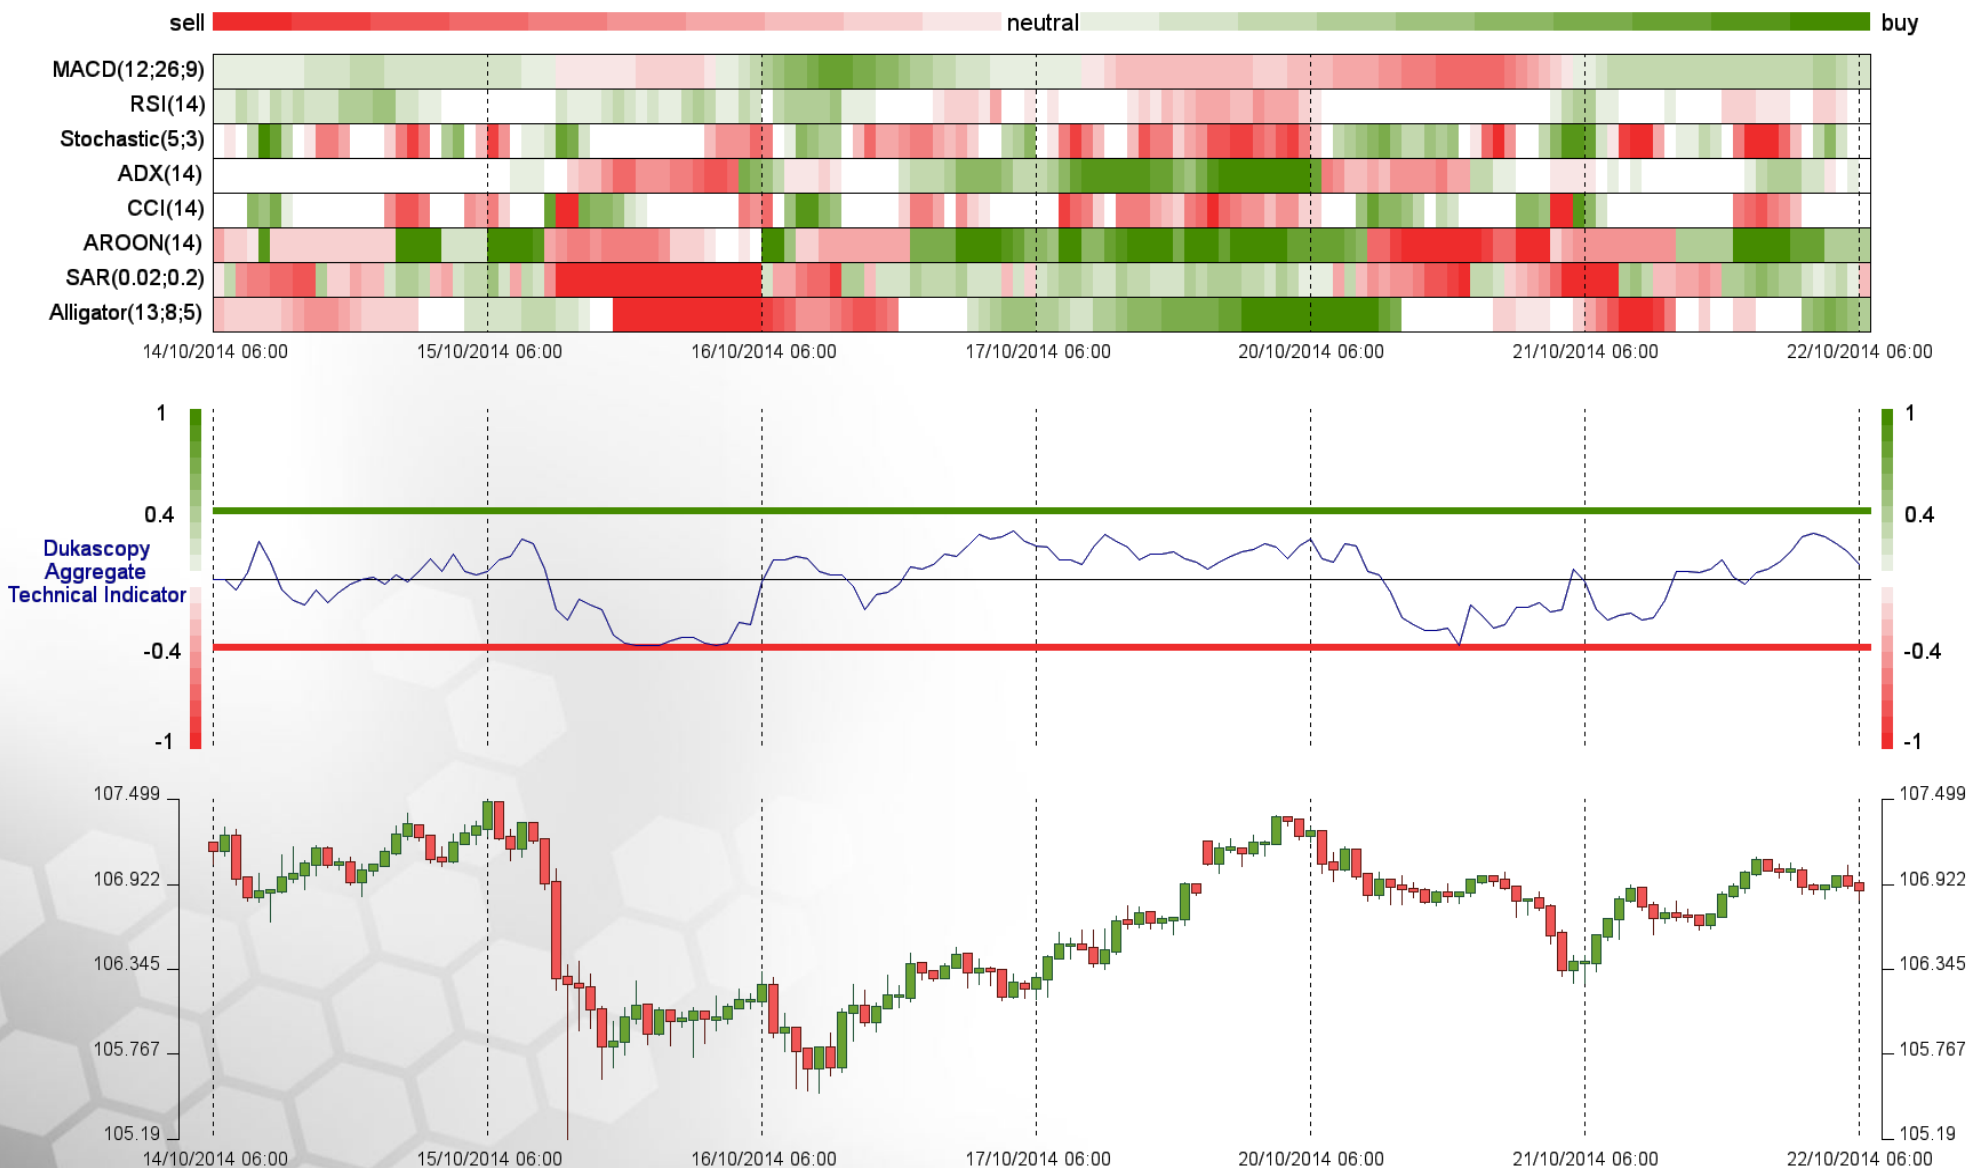 sell neutral buy
MACD(12;26;9)
RSI(14)
Stochastic(5;3)
ADX(14)
CCI(14)
AROON(14)
SAR(0.02;0.2)
Alligator(13;8;5)
14/10/2014 06:00 15/10/2014 06:00 16/10/2014 06:00 17/10/2014 06:00 20/10/2014 06:00 21/10/2014 06:00 22/10/2014 06:00
1 1
0.4 0.4
Dukascopy
Aggregate
Technical Indicator
-0.4 -0.4
-1 -1
107.499 107.499
106.922 106.922
106.345 106.345
105.767 105.767
105.19 105.19
14/10/2014 06:00 15/10/2014 06:00 16/10/2014 06:00 17/10/2014 06:00 20/10/2014 06:00 21/10/2014 06:00 22/10/2014 06:00